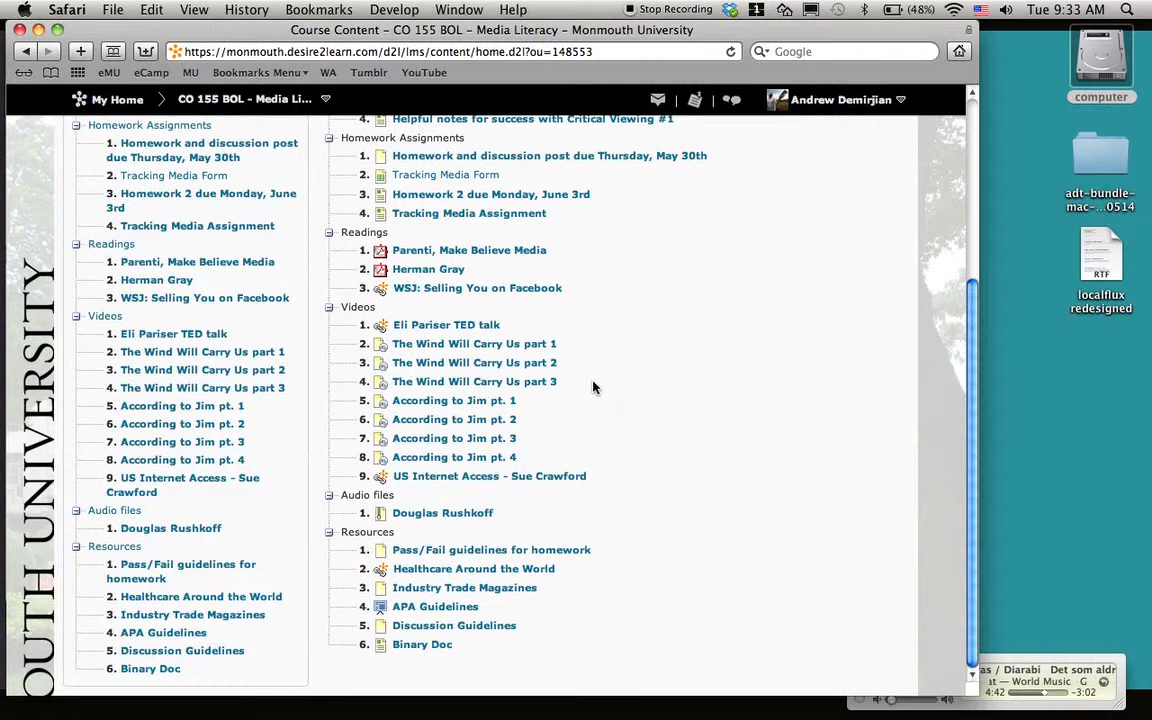 Safari File Edit View History Bookmarks Develop Window Help Stop Recording 1 (48%) Tue 9:33 AM
Course Content - CO 155 BOL - Media Literacy - Monmouth University
https://monmouth.desire2learn.com/d2l/lms/content/home.d2l?ou=148553
Google
eMU eCamp MU Bookmarks Menu WA Tumblr YouTube
My Home CO 155 BOL - Media Li... Andrew Demirjian
Homework Assignments
1. Homework and discussion post
due Thursday, May 30th
2. Tracking Media Form
3. Homework 2 due Monday, June
3rd
4. Tracking Media Assignment
Readings
1. Parenti, Make Believe Media
2. Herman Gray
3. WSJ: Selling You on Facebook
Videos
1. Eli Pariser TED talk
2. The Wind Will Carry Us part 1
3. The Wind Will Carry Us part 2
4. The Wind Will Carry Us part 3
5. According to Jim pt. 1
6. According to Jim pt. 2
7. According to Jim pt. 3
8. According to Jim pt. 4
9. US Internet Access - Sue
Crawford
Audio files
1. Douglas Rushkoff
Resources
1. Pass/Fail guidelines for
homework
2. Healthcare Around the World
3. Industry Trade Magazines
4. APA Guidelines
5. Discussion Guidelines
6. Binary Doc
4. Helpful notes for success with Critical Viewing #1
Homework Assignments
1. Homework and discussion post due Thursday, May 30th
2. Tracking Media Form
3. Homework 2 due Monday, June 3rd
4. Tracking Media Assignment
Readings
1. Parenti, Make Believe Media
2. Herman Gray
3. WSJ: Selling You on Facebook
Videos
1. Eli Pariser TED talk
2. The Wind Will Carry Us part 1
3. The Wind Will Carry Us part 2
4. The Wind Will Carry Us part 3
5. According to Jim pt. 1
6. According to Jim pt. 2
7. According to Jim pt. 3
8. According to Jim pt. 4
9. US Internet Access - Sue Crawford
Audio files
1. Douglas Rushkoff
Resources
1. Pass/Fail guidelines for homework
2. Healthcare Around the World
3. Industry Trade Magazines
4. APA Guidelines
5. Discussion Guidelines
6. Binary Doc
OUTH UNIVERSITY
computer
adt-bundle-
mac-...0514
RTF
localflux
redesigned
as / Diarabi Det som aldr
at — World Music G
4:42 -3:02